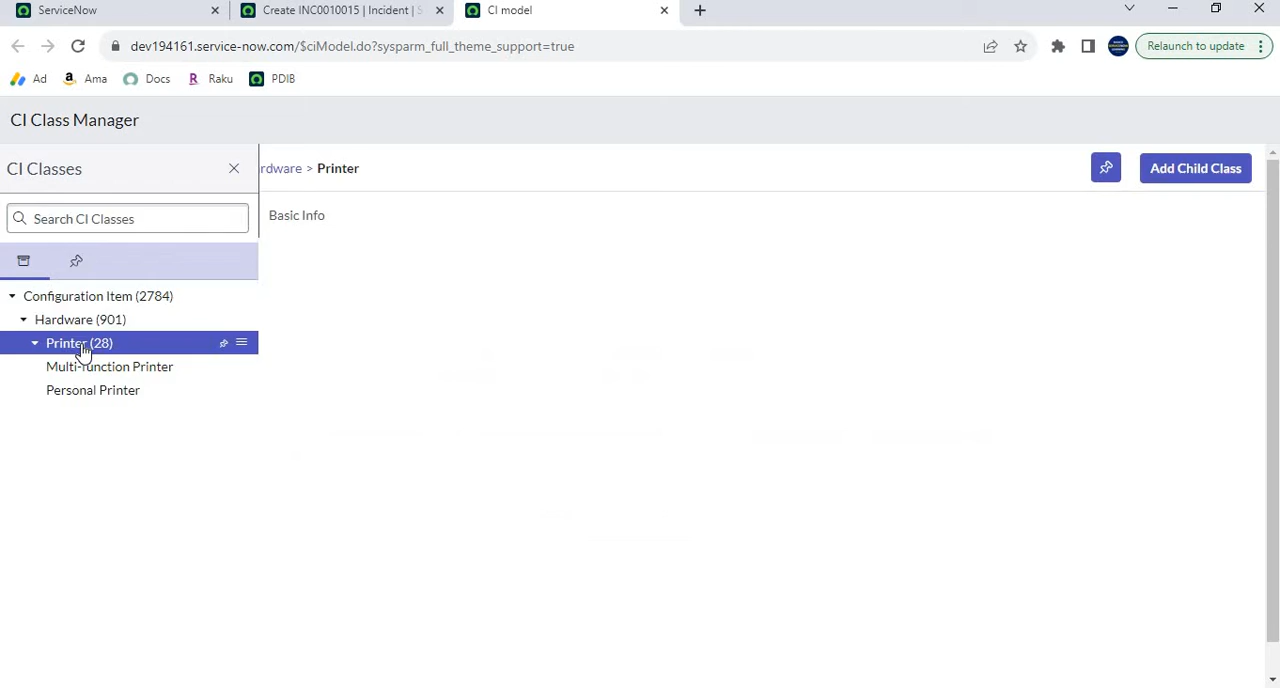 ServiceNow
Create INC0010015 | Incident | S
CI model
dev194161.service-now.com/$ciModel.do?sysparm_full_theme_support=true
Relaunch to update
Ad
Ama
Docs
Raku
PDIB
CI Class Manager
CI Classes
rdware > Printer
Add Child Class
Search CI Classes
Basic Info
Configuration Item (2784)
Hardware (901)
Printer (28)
Multi-function Printer
Personal Printer